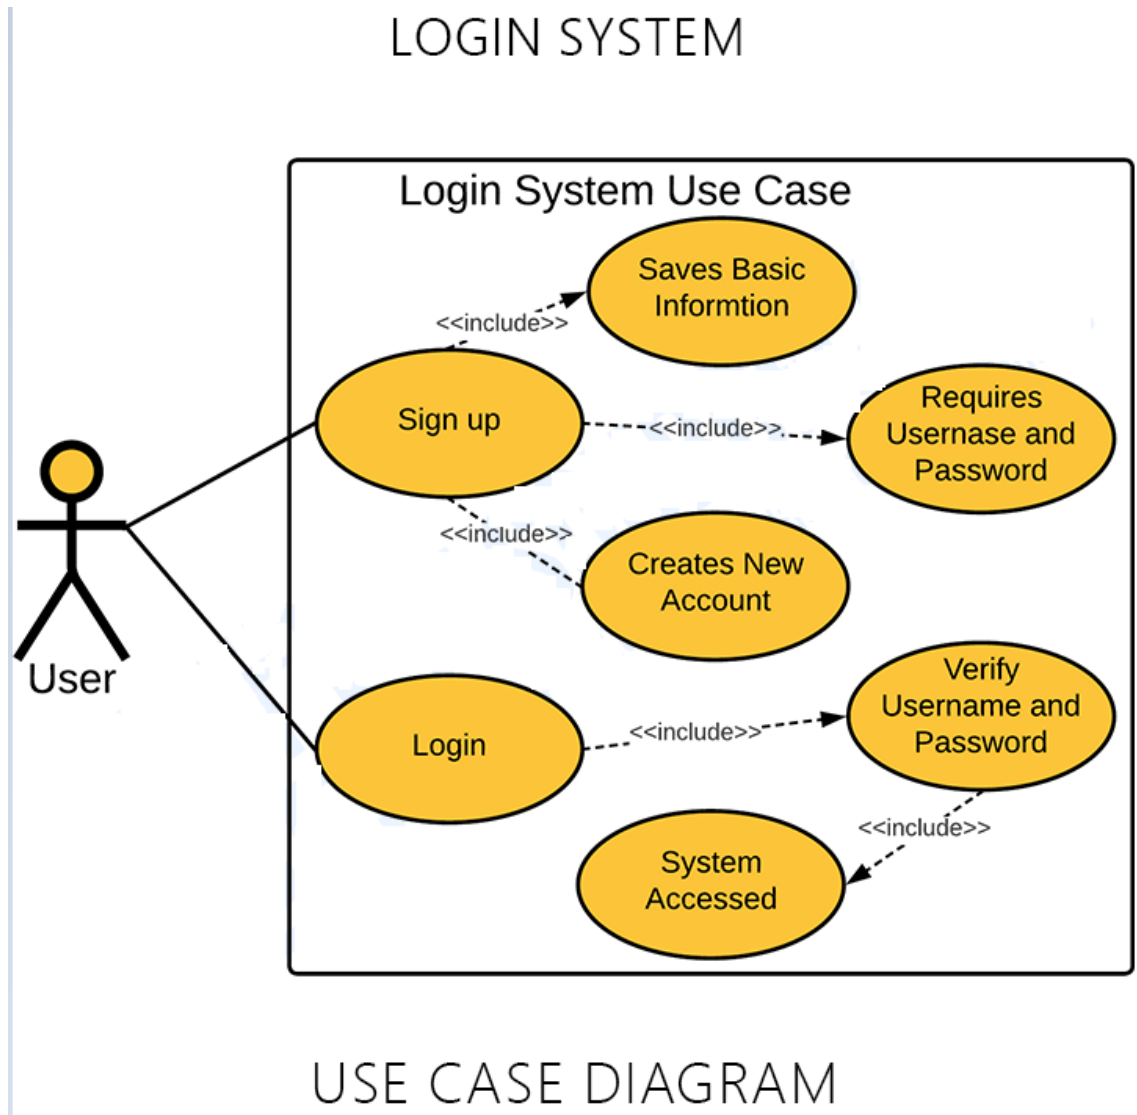 LOGIN SYSTEM
Login System Use Case
Saves Basic
Informtion
<<include>>
Sign up
<<include>>
Requires
Usernase and
Password
<<include>>
Creates New
Account
User
Login
<<include>>
Verify
Username and
Password
<<include>>
System
Accessed
USE CASE DIAGRAM